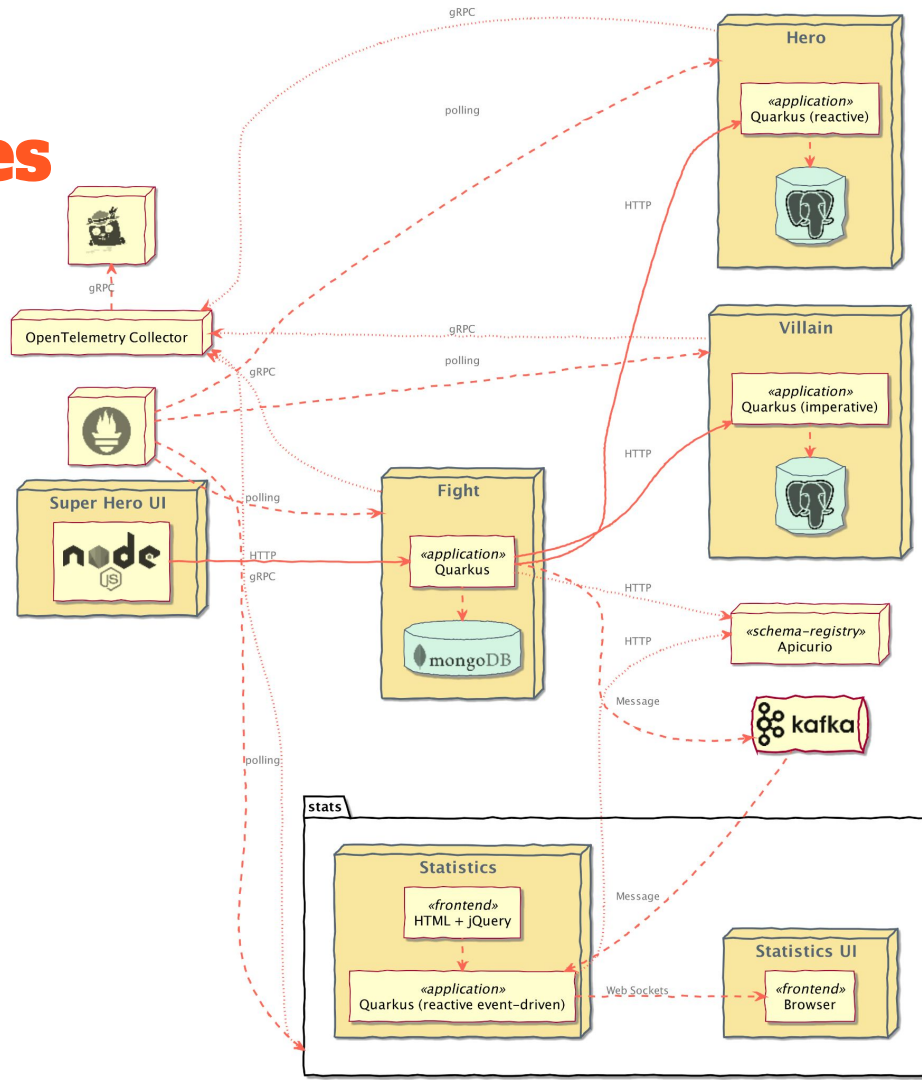 es
gRPC
Hero
polling
«application»
Quarkus (reactive)
HTTP
gRPC
OpenTelemetry Collector
gRPC
Villain
polling
gRPC
«application»
Quarkus (imperative)
HTTP
polling
Super Hero UI
node
JS
HTTP
gRPC
Fight
«application»
Quarkus
mongoDB
HTTP
«schema-registry»
Apicurio
HTTP
Message
kafka
polling
stats
Statistics
«frontend»
HTML + jQuery
«application»
Quarkus (reactive event-driven)
Message
Web Sockets
Statistics UI
«frontend»
Browser